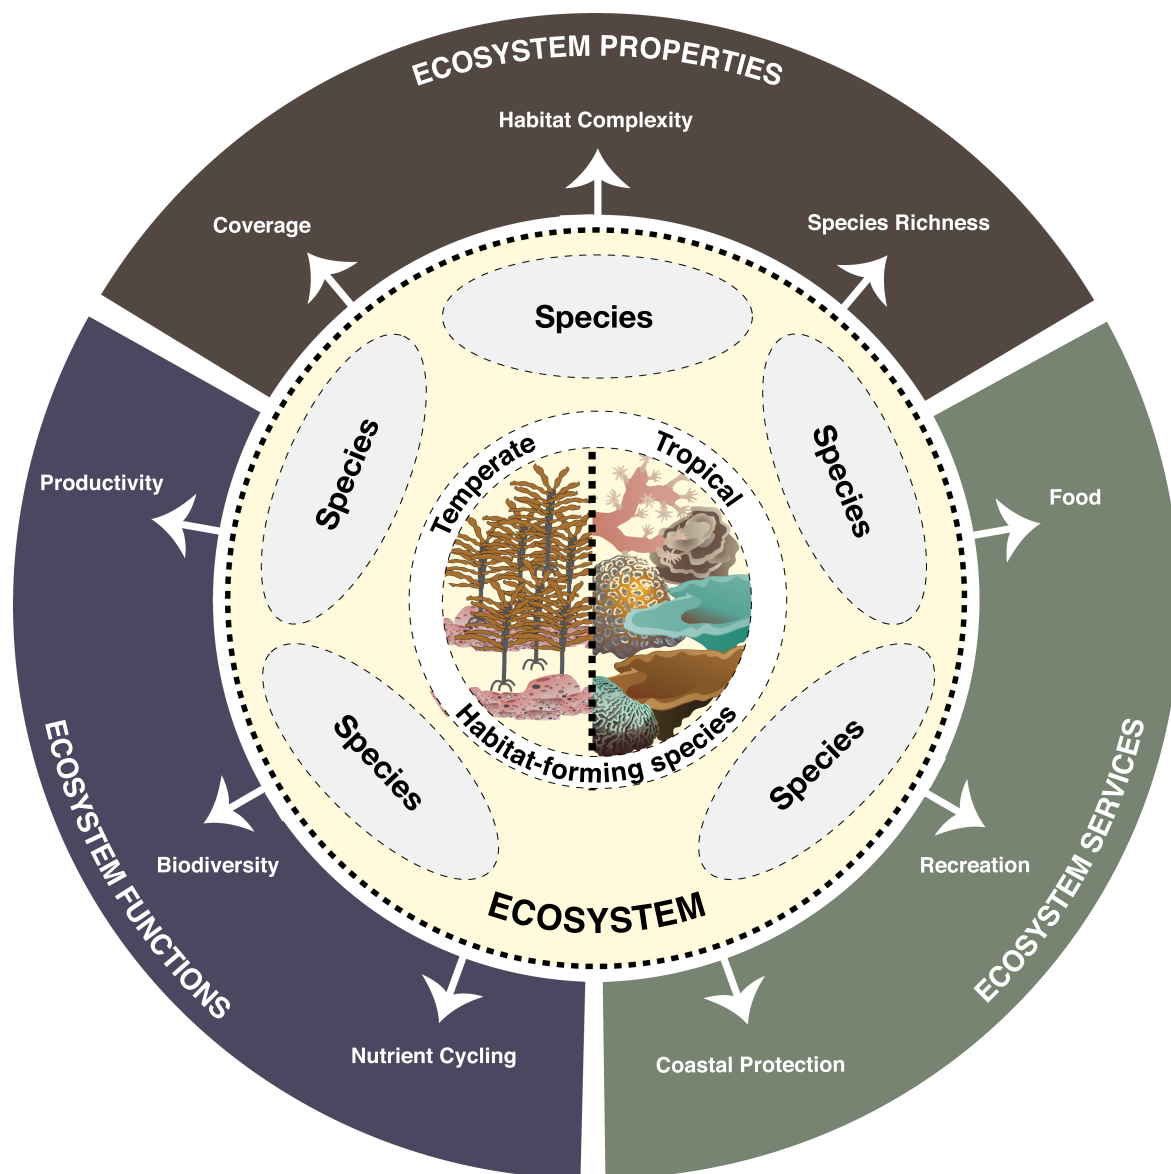 ECOSYSTEM PROPERTIES
Habitat Complexity
Coverage
Species Richness
Species
Species
Species
Temperate
Tropical
Productivity
Food
Habitat-forming species
Species
Species
Biodiversity
Recreation
ECOSYSTEM
ECOSYSTEM FUNCTIONS
ECOSYSTEM SERVICES
Nutrient Cycling
Coastal Protection